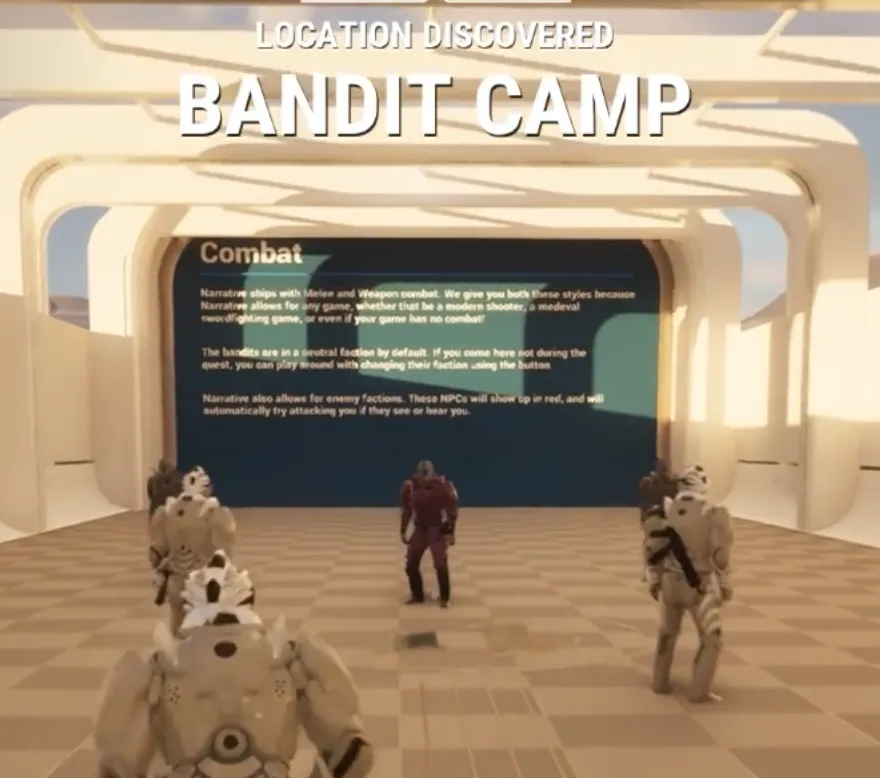 LOCATION DISCOVERED
BANDIT CAMP
Combat
Narrative ships with Melee and Weapon combat. We give you both these styles because
Narrative allows for any game, whether that be a modern shooter, a medeval
swordfighting game, or even if your game has no combat!
The bandits are in a neutral faction by default. If you come here not during the
quest, you can play around with changing their faction using the button
Narrative also allows for enemy factions. These NPCs will show up in red, and will
automatically try attacking you if they see or hear you.